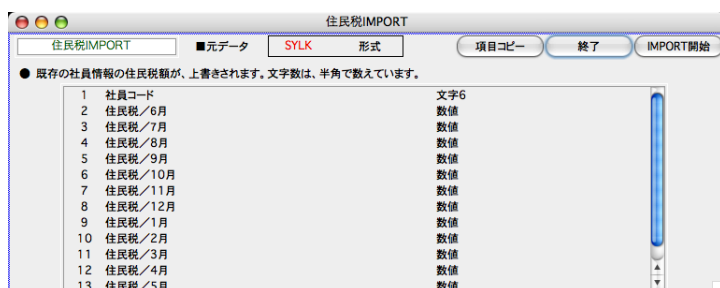 住民税IMPORT
住民税IMPORT ■元データ SYLK 形式 項目コピー 終了 IMPORT開始
● 既存の社員情報の住民税額が、上書きされます。文字数は、半角で数えています。
1 社員コード 文字6
2 住民税／6月 数値
3 住民税／7月 数値
4 住民税／8月 数値
5 住民税／9月 数値
6 住民税／10月 数値
7 住民税／11月 数値
8 住民税／12月 数値
9 住民税／1月 数値
10 住民税／2月 数値
11 住民税／3月 数値
12 住民税／4月 数値
13 住民税／5月 数値